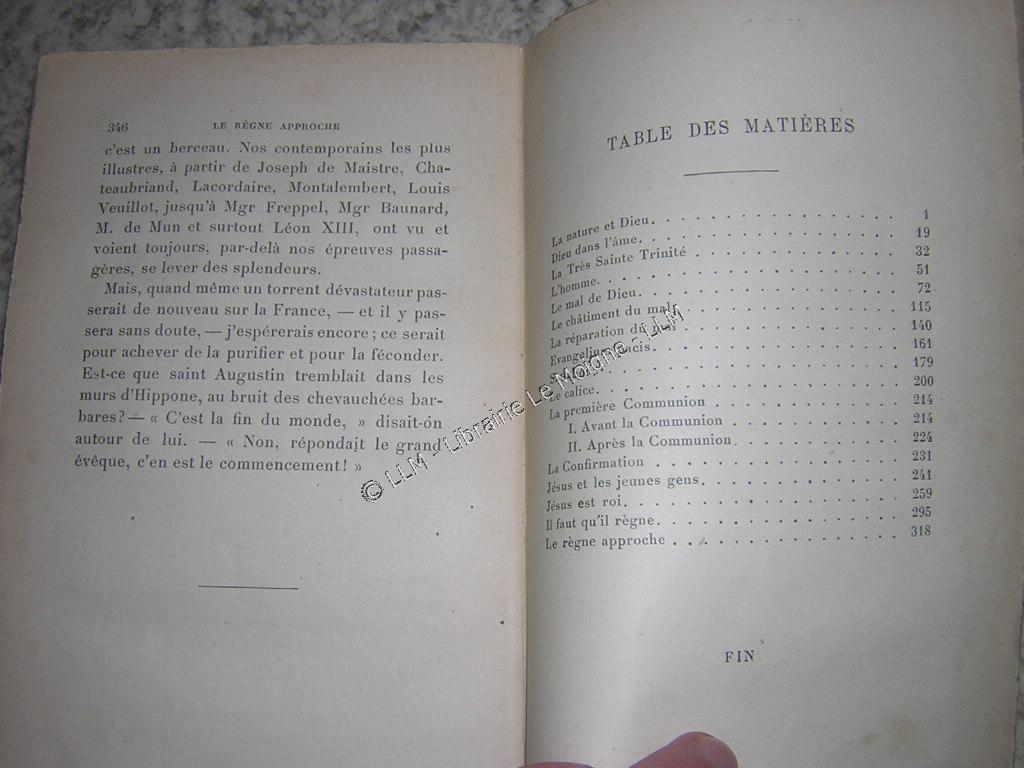 346 LE RÈGNE APPROCHE
c'est un berceau. Nos contemporains les plus
illustres, à partir de Joseph de Maistre, Cha-
teaubriand, Lacordaire, Montalembert, Louis
Veuillot, jusqu'à Mgr Freppel, Mgr Baunard,
M. de Mun et surtout Léon XIII, ont vu et
voient toujours, par-delà nos épreuves passa-
gères, se lever des splendeurs.
Mais, quand même un torrent dévastateur pas-
serait de nouveau sur la France, — et il y pas-
sera sans doute, — j'espérerais encore ; ce serait
pour achever de la purifier et pour la féconder.
Est-ce que saint Augustin tremblait dans les
murs d'Hippone, au bruit des chevauchées bar-
bares? — « C'est la fin du monde, » disait-on
autour de lui. — « Non, répondait le grand
évêque, c'en est le commencement! »
TABLE DES MATIÈRES
La nature et Dieu. 1
Dieu dans l'âme. 19
La Très Sainte Trinité 32
L'homme. 51
Le mal de Dieu. 72
Le châtiment du mal. 115
La réparation du mal 140
161
179
Le calice. 200
La première Communion 214
I. Avant la Communion 214
II. Après la Communion. 224
La Confirmation 231
Jésus et les jeunes gens. 241
Jésus est roi. 259
Il faut qu'il règne. 295
Le règne approche 318
FIN
© LLM - Librairie Le Moigne - LLM